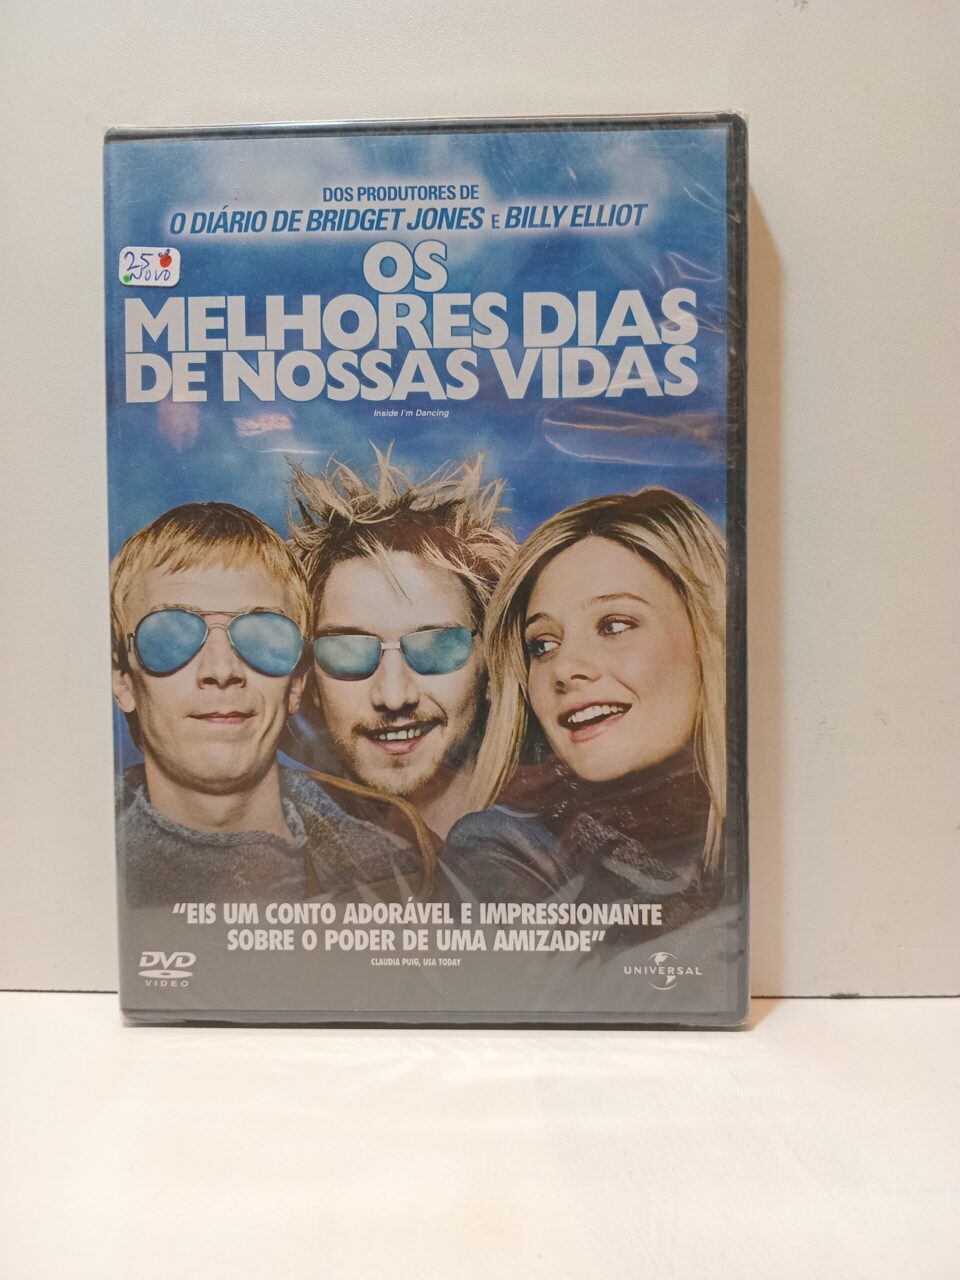 DOS PRODUTORES DE
O DIÁRIO DE BRIDGET JONES E BILLY ELLIOT
25
NOVO
OS
MELHORES DIAS
DE NOSSAS VIDAS
Inside I'm Dancing
"EIS UM CONTO ADORÁVEL E IMPRESSIONANTE
SOBRE O PODER DE UMA AMIZADE"
CLAUDIA PUIG, USA TODAY
DVD
VIDEO
UNIVERSAL